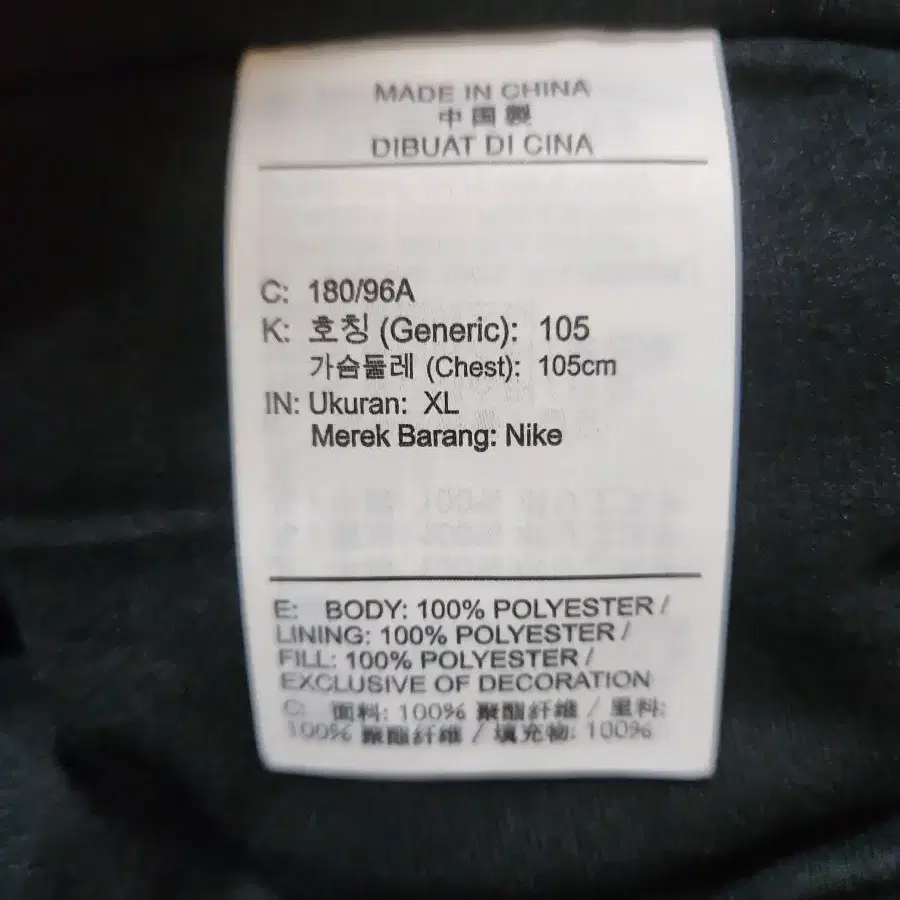 MADE IN CHINA
中国製
DIBUAT DI CINA
C: 180/96A
K: 호칭 (Generic): 105
가슴둘레 (Chest): 105cm
IN: Ukuran: XL
Merek Barang: Nike
E: BODY: 100% POLYESTER /
LINING: 100% POLYESTER /
FILL: 100% POLYESTER /
EXCLUSIVE OF DECORATION
C: 面料: 100% 聚酯纤维 / 里料:
100% 聚酯纤维 / 填充物: 100%